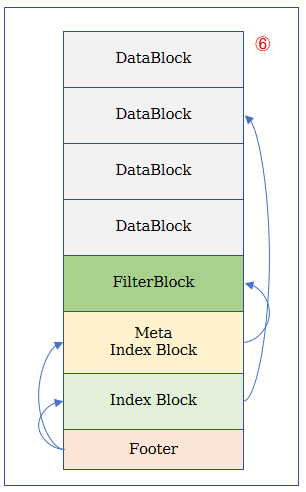 ⑥
DataBlock
DataBlock
DataBlock
DataBlock
FilterBlock
Meta
Index Block
Index Block
Footer